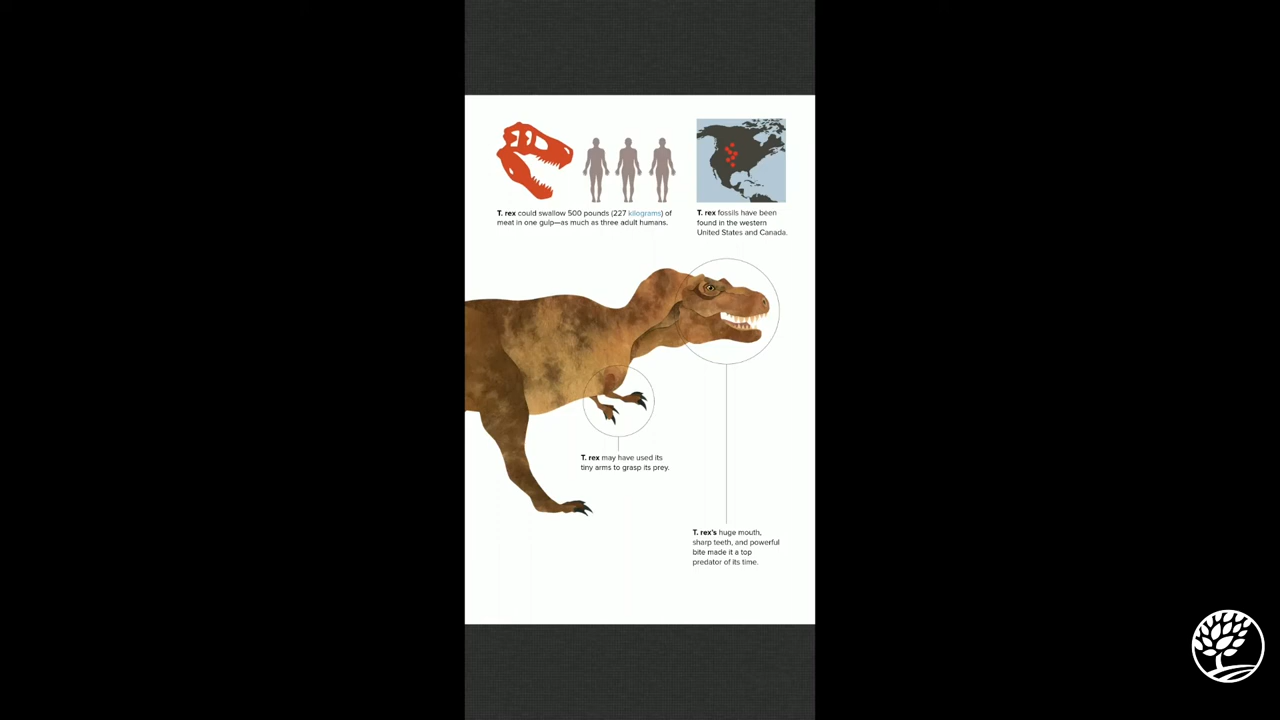 T. rex could swallow 500 pounds (227 kilograms) of
meat in one gulp—as much as three adult humans.
T. rex fossils have been
found in the western
United States and Canada.
T. rex may have used its
tiny arms to grasp its prey.
T. rex's huge mouth,
sharp teeth, and powerful
bite made it a top
predator of its time.